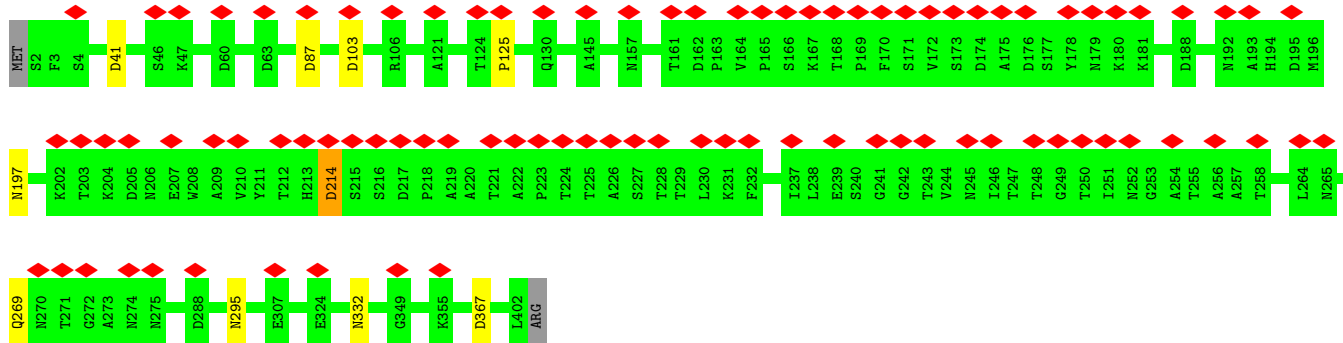 MET S2 F3 S4 D41 S46 K47 D60 D63 D87 D103 R106 A121 T124 P125 Q130 A145 N157 T161 D162 P163 V164 P165 S166 K167 T168 P169 F170 S171 V172 S173 D174 A175 D176 S177 Y178 N179 K180 K181 D188 N192 A193 H194 D195 M196
N197 K202 T203 K204 D205 N206 E207 W208 A209 V210 Y211 T212 H213 D214 S215 S216 D217 P218 A219 A220 T221 A222 P223 T224 T225 A226 S227 T228 T229 L230 K231 F232 I237 L238 E239 S240 G241 G242 T243 V244 N245 I246 T247 T248 G249 T250 I251 N252 G253 A254 T255 A256 A257 T258 L264 N265
Q269 N270 T271 G272 A273 N274 N275 D288 N295 E307 E324 N332 G349 K355 D367 L402 ARG